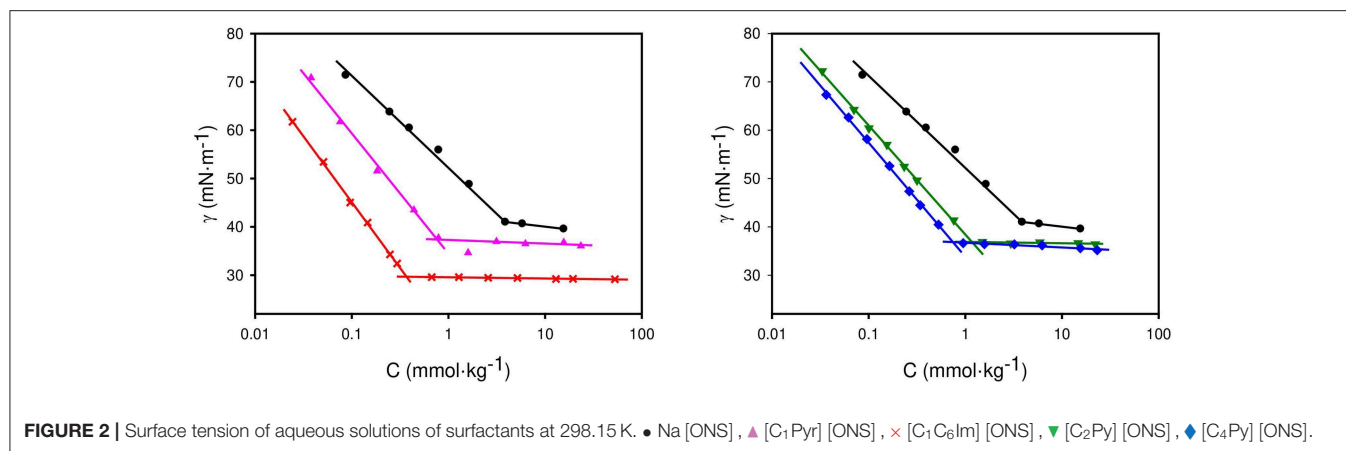 80
70
60
50
40
30
γ (mN·m⁻¹)
0.01 0.1 1 10 100
C (mmol·kg⁻¹)
80
70
60
50
40
30
γ (mN·m⁻¹)
0.01 0.1 1 10 100
C (mmol·kg⁻¹)
FIGURE 2 | Surface tension of aqueous solutions of surfactants at 298.15 K. ● Na [ONS] , ▲ [C₁Pyr] [ONS] , × [C₁C₆Im] [ONS] , ▼ [C₂Py] [ONS] , ◆ [C₄Py] [ONS].